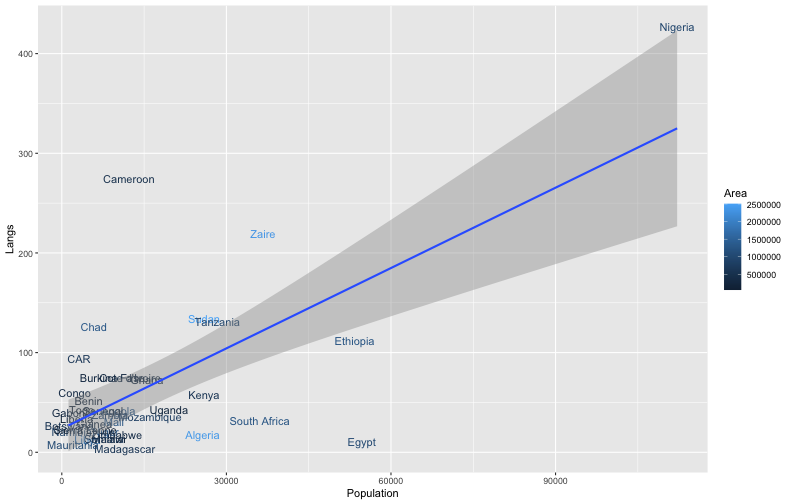 Nigeria
400
300
Cameroon
Zaire
200
Langs
Sudan
Tanzania
Chad
Ethiopia
100
CAR
Ghana
Congo
Kenya
Benin
Togo
Uganda
Mozambique
South Africa
Algeria
Zimbabwe
Egypt
Mauritania
Madagascar
0
0
30000
60000
90000
Population
Area
2500000
2000000
1500000
1000000
500000